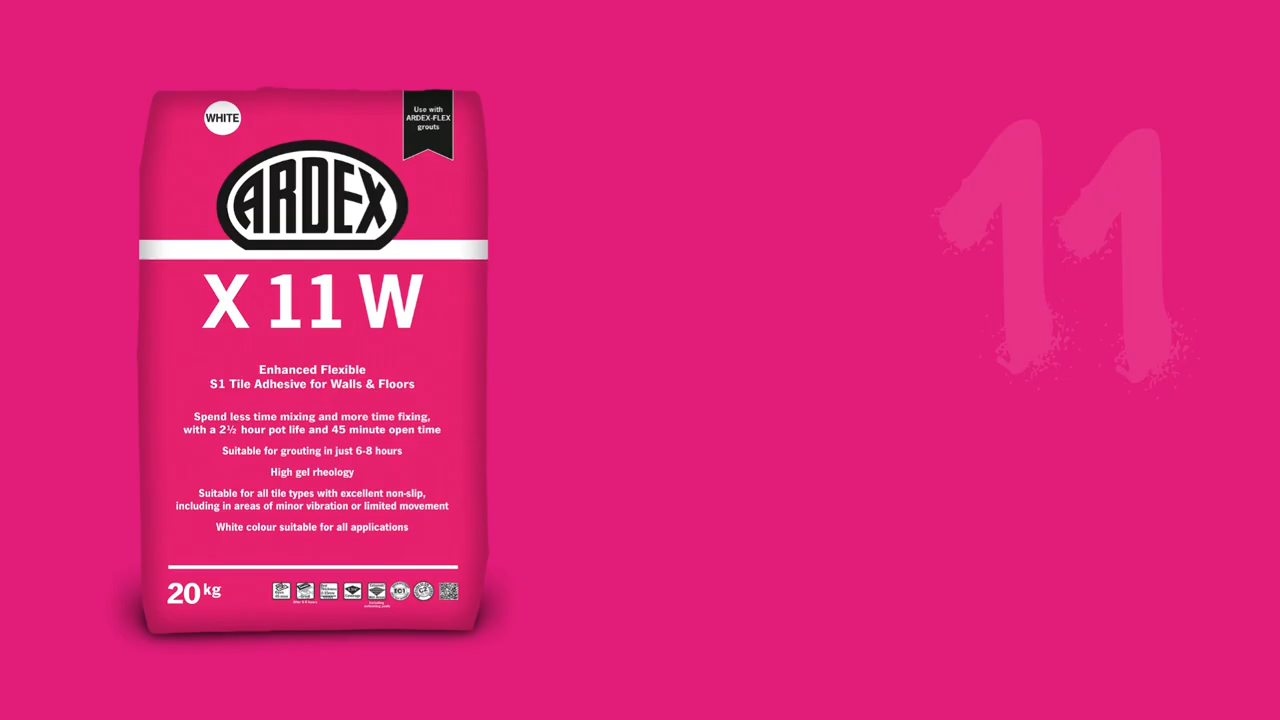 WHITE
Use with
ARDEX-FLEX
grouts
ARDEX
X 11 W
Enhanced Flexible
S1 Tile Adhesive for Walls & Floors
Spend less time mixing and more time fixing,
with a 2½ hour pot life and 45 minute open time
Suitable for grouting in just 6-8 hours
High gel rheology
Suitable for all tile types with excellent non-slip,
including in areas of minor vibration or limited movement
White colour suitable for all applications
20kg
EC1
11